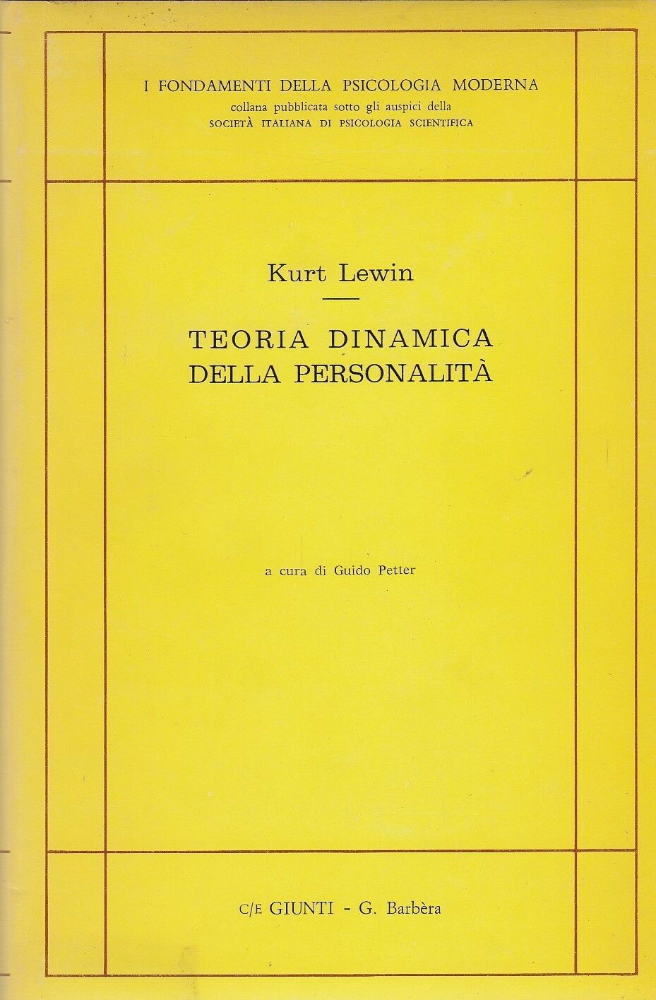 I FONDAMENTI DELLA PSICOLOGIA MODERNA
collana pubblicata sotto gli auspici della
SOCIETÀ ITALIANA DI PSICOLOGIA SCIENTIFICA
Kurt Lewin
TEORIA DINAMICA
DELLA PERSONALITÀ
a cura di Guido Petter
C/E GIUNTI - G. Barbèra